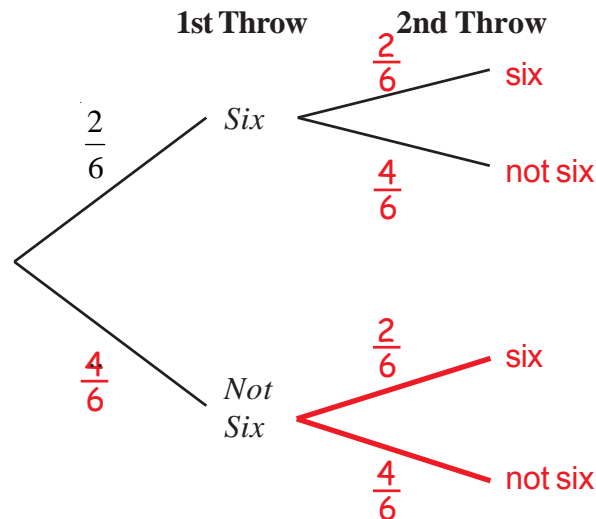 1st Throw 2nd Throw
2/6 six
2/6 Six
4/6 not six
2/6 six
4/6 Not
Six
4/6 not six